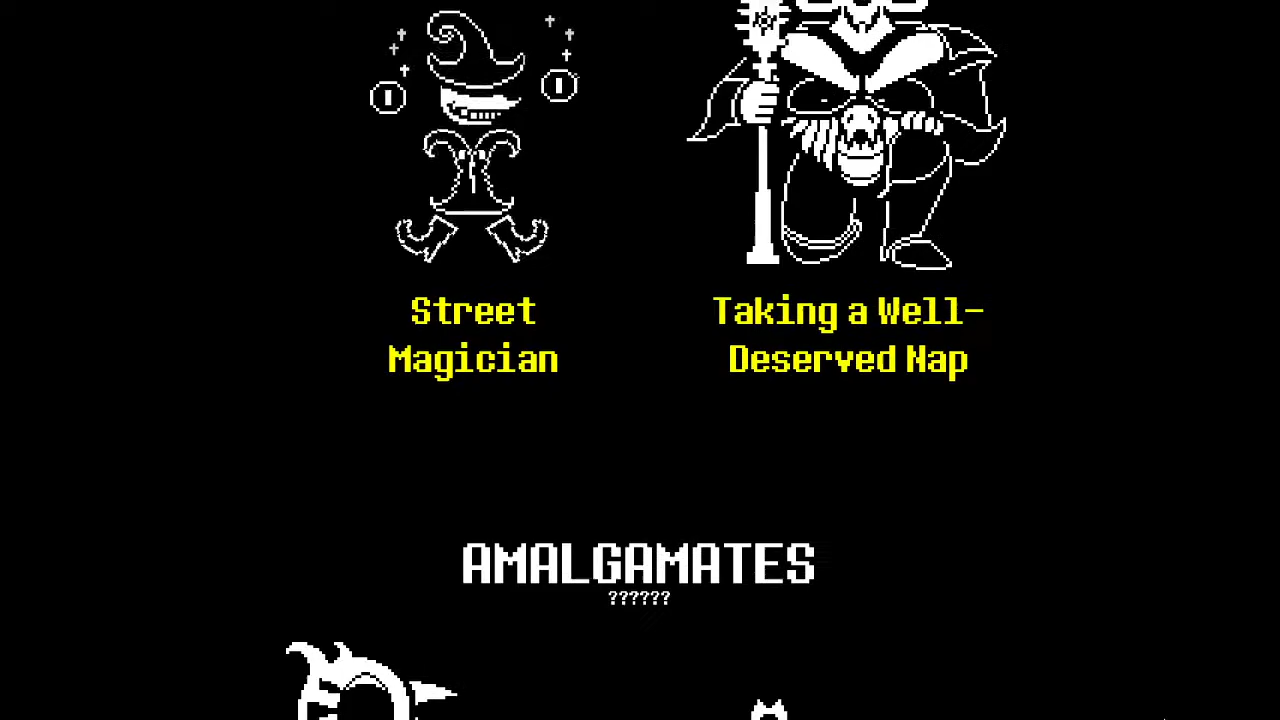 Street
Magician
Taking a Well-
Deserved Nap
AMALGAMATES
??????